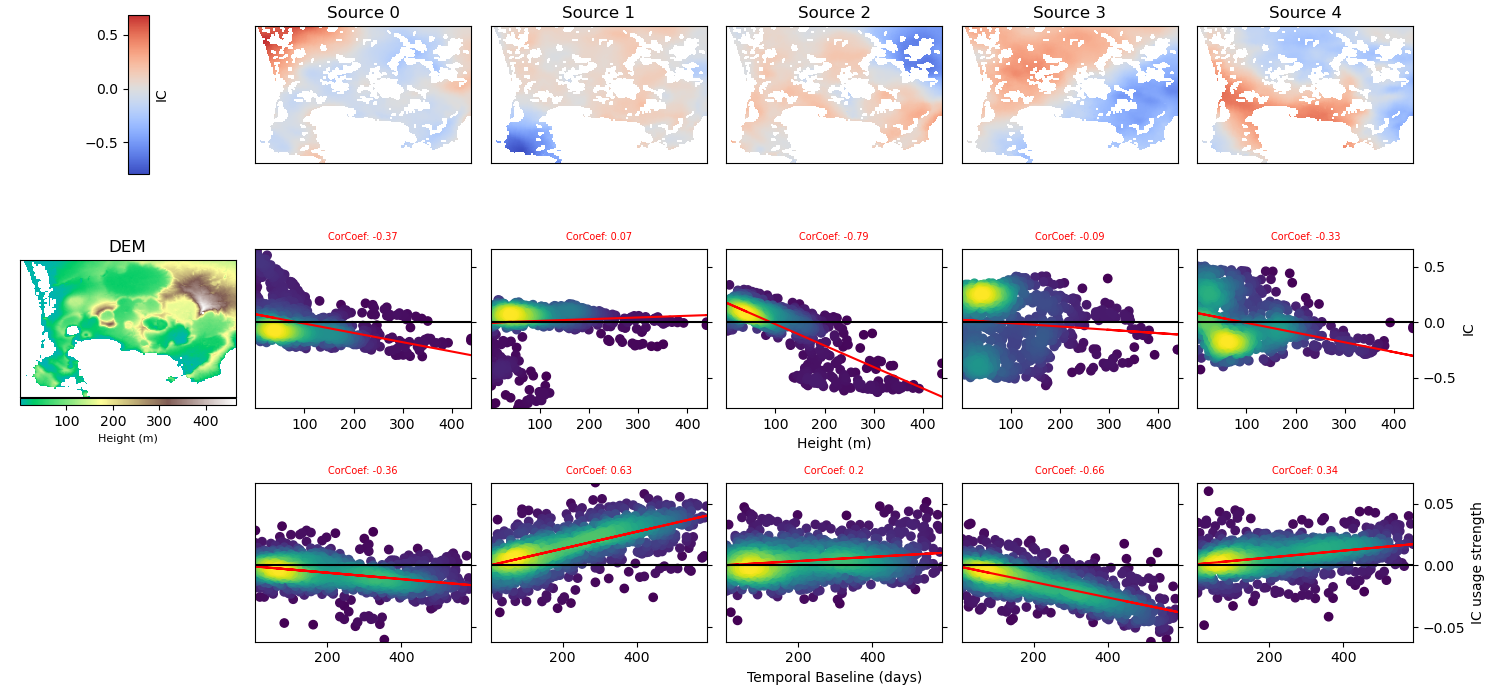 Source 0 Source 1 Source 2 Source 3 Source 4
0.5
0.0
−0.5
IC
CorCoef: -0.37 CorCoef: 0.07 CorCoef: -0.79 CorCoef: -0.09 CorCoef: -0.33
DEM
100 200 300 400
Height (m)
0.5
0.0
−0.5
IC
100 200 300 400 100 200 300 400 100 200 300 400 100 200 300 400 100 200 300 400
Height (m)
CorCoef: -0.36 CorCoef: 0.63 CorCoef: 0.2 CorCoef: -0.66 CorCoef: 0.34
0.05
0.00
−0.05
IC usage strength
200 400 200 400 200 400 200 400 200 400
Temporal Baseline (days)